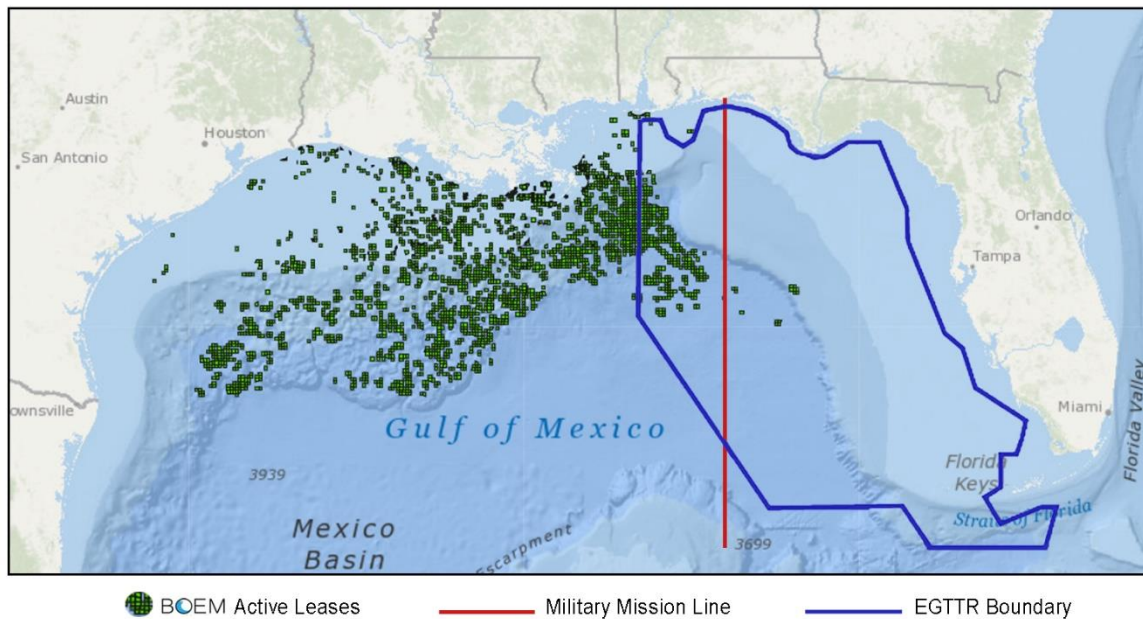 Austin
Houston
San Antonio
Orlando
Tampa
ownsville
Miami
Gulf of Mexico
3939
Florida
Keys
Florida Valley
Straits of Florida
Mexico
Basin
Escarpment
3699
BOEM Active Leases
Military Mission Line
EGTTR Boundary